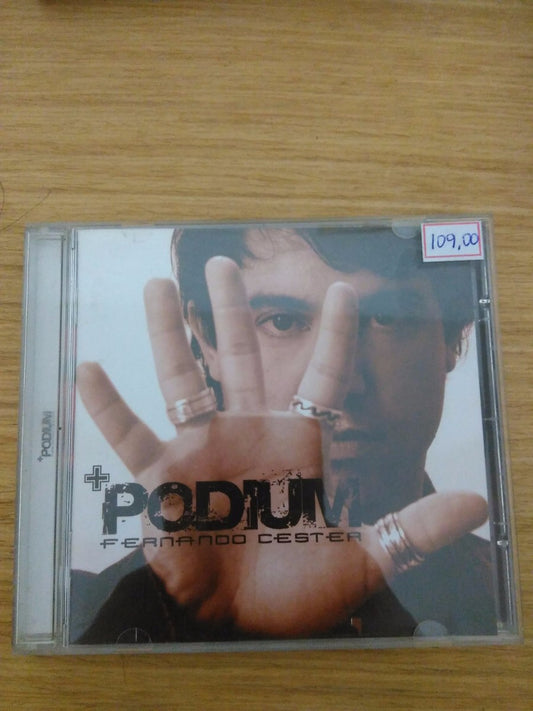 109,00
+PODIUM
FERNANDO CESTER
+PODIUM